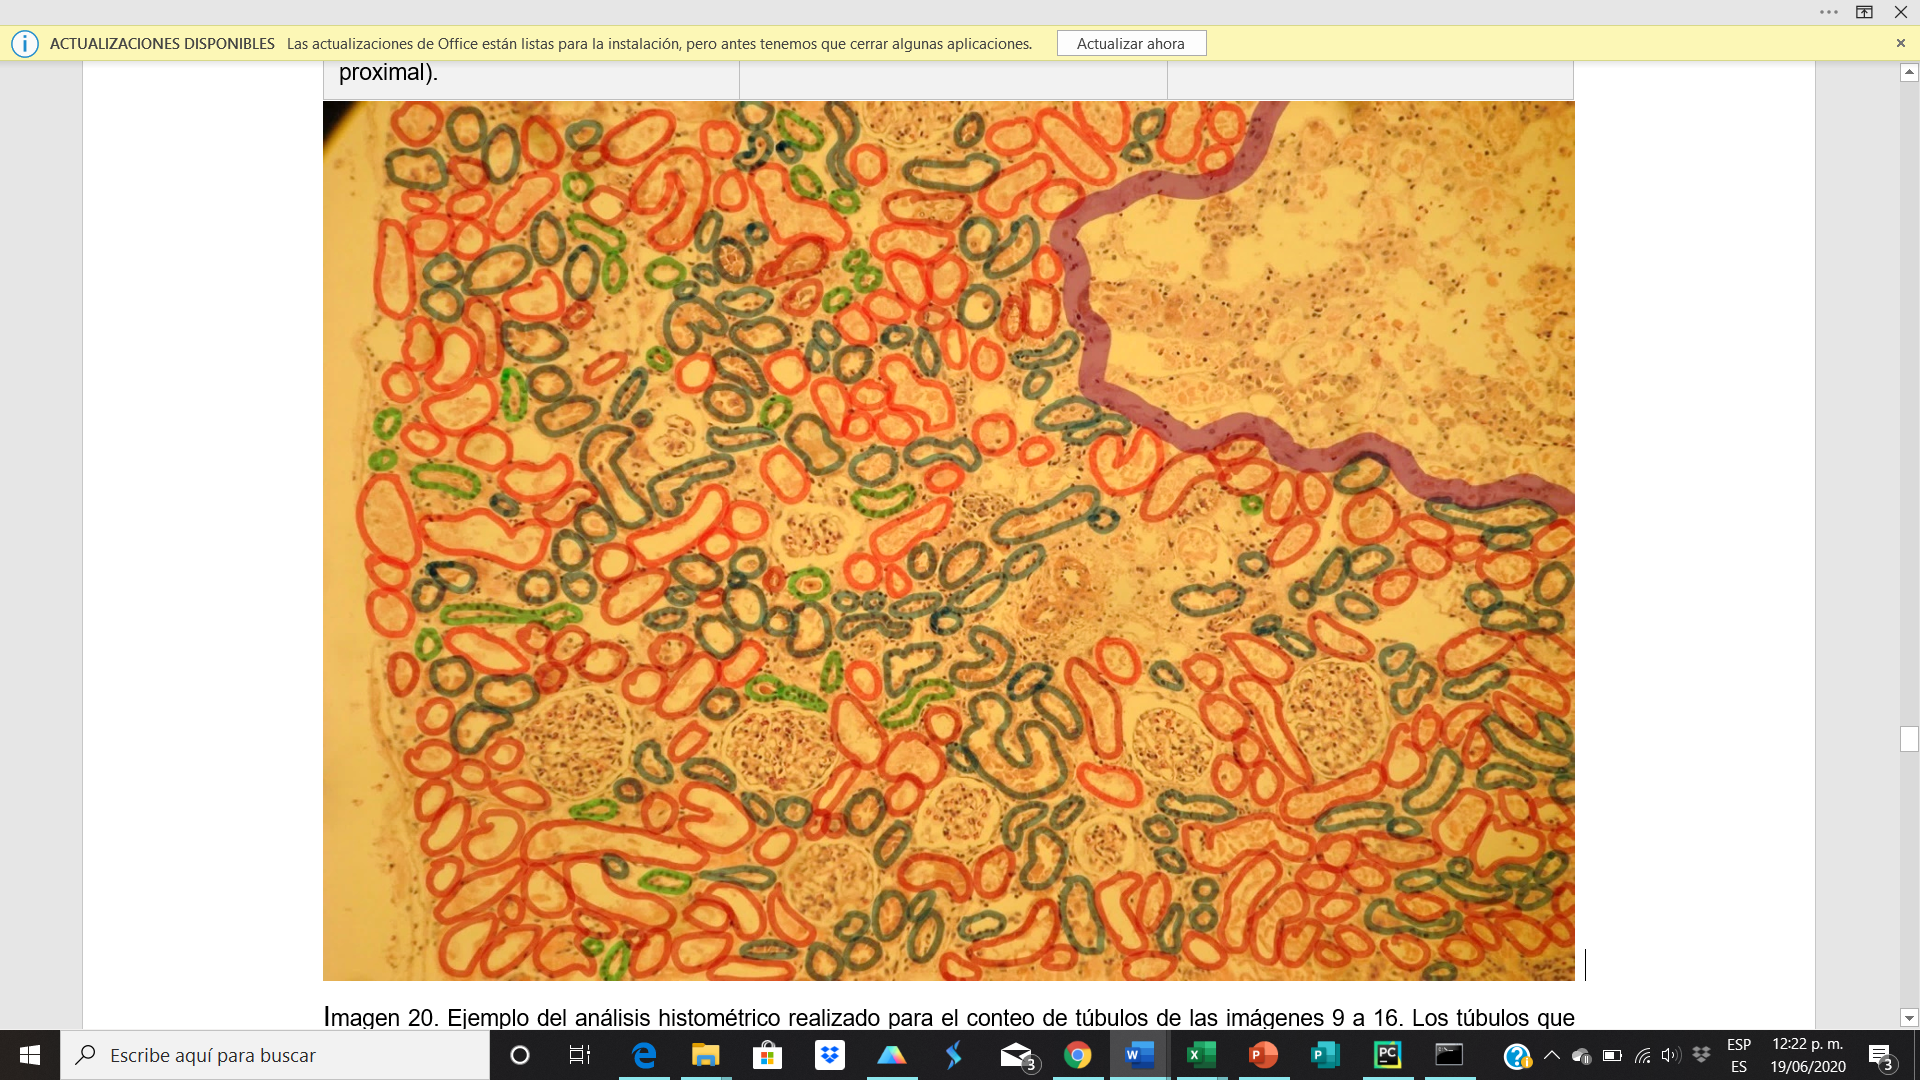 ACTUALIZACIONES DISPONIBLES Las actualizaciones de Office están listas para la instalación, pero antes tenemos que cerrar algunas aplicaciones. Actualizar ahora
proximal).
Imagen 20. Ejemplo del análisis histométrico realizado para el conteo de túbulos de las imágenes 9 a 16. Los túbulos que
Escribe aquí para buscar
3
ESP
ES
12:22 p. m.
19/06/2020
3